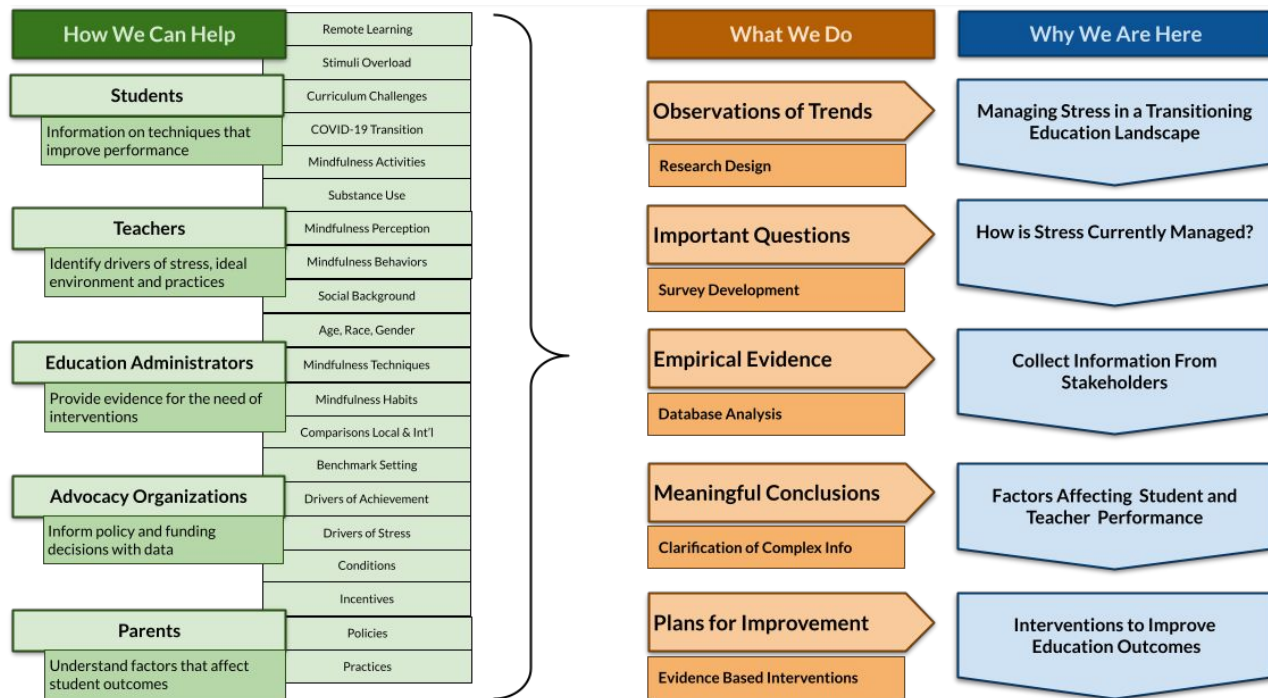 How We Can Help
Students
Information on techniques that
improve performance
Teachers
Identify drivers of stress, ideal
environment and practices
Education Administrators
Provide evidence for the need of
interventions
Advocacy Organizations
Inform policy and funding
decisions with data
Parents
Understand factors that affect
student outcomes
Remote Learning
Stimuli Overload
Curriculum Challenges
COVID-19 Transition
Mindfulness Activities
Substance Use
Mindfulness Perception
Mindfulness Behaviors
Social Background
Age, Race, Gender
Mindfulness Techniques
Mindfulness Habits
Comparisons Local & Int'l
Benchmark Setting
Drivers of Achievement
Drivers of Stress
Conditions
Incentives
Policies
Practices
What We Do
Observations of Trends
Research Design
Important Questions
Survey Development
Empirical Evidence
Database Analysis
Meaningful Conclusions
Clarification of Complex Info
Plans for Improvement
Evidence Based Interventions
Why We Are Here
Managing Stress in a Transitioning
Education Landscape
How is Stress Currently Managed?
Collect Information From
Stakeholders
Factors Affecting Student and
Teacher Performance
Interventions to Improve
Education Outcomes